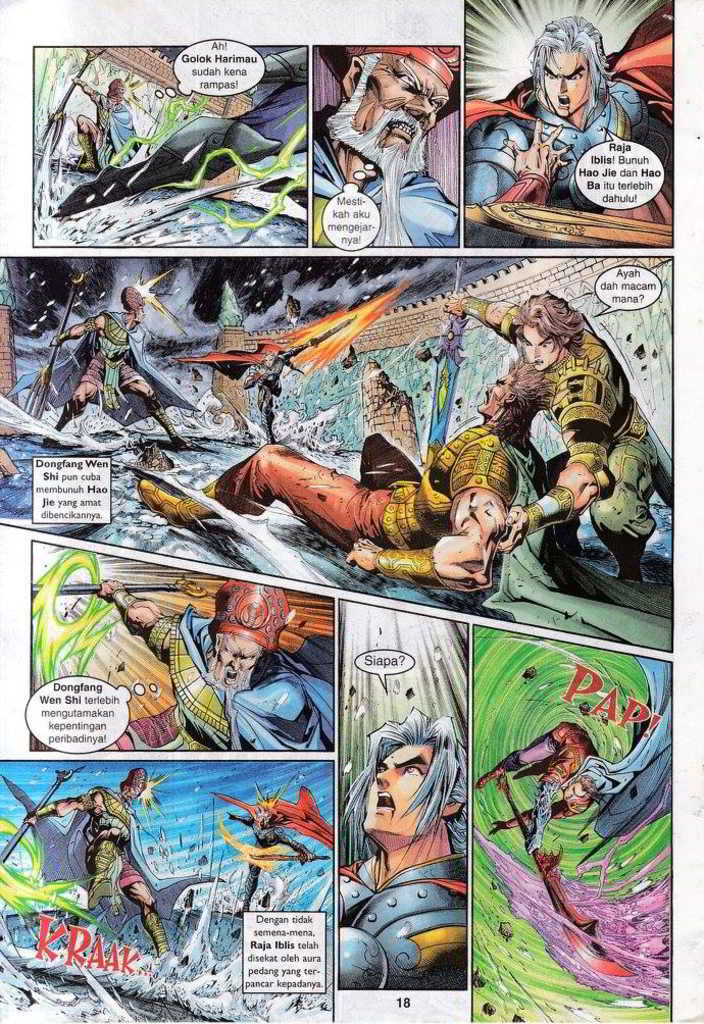 Ah!
Golok Harimau
sudah kena
rampas!
Mesti-
kah aku
mengejar-
nya!
Raja
Iblis! Bunuh
Hao Jie dan Hao
Ba itu terlebih
dahulu!
Ayah
dah macam
mana?
Dongfang Wen
Shi pun cuba
membunuh Hao
Jie yang amat
dibencikannya.
Dongfang
Wen Shi terlebih
mengutamakan
kepentingan
peribadinya!
Siapa?
PAP!
KRAAK...
Dengan tidak
semena-mena,
Raja Iblis telah
disekat oleh aura
pedang yang ter-
pancar kepadanya.
18